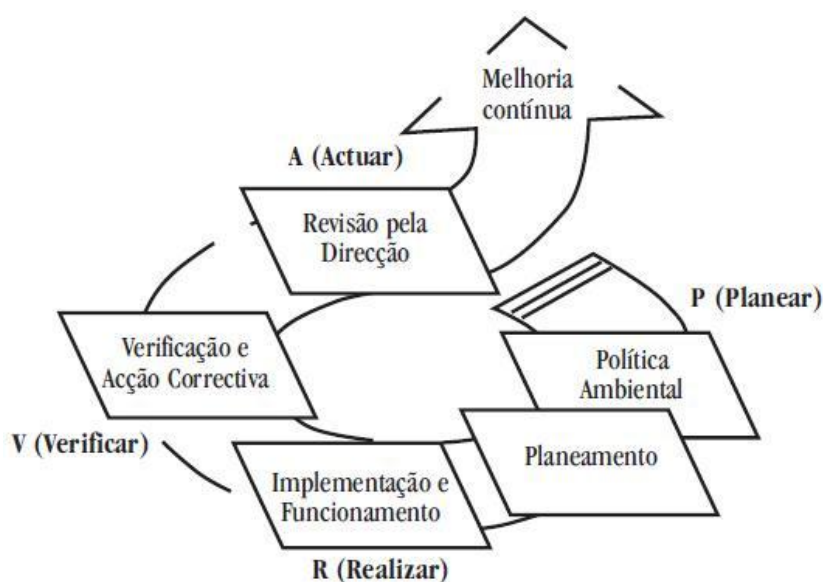 Melhoria
contínua
A (Actuar)
Revisão pela
Direcção
P (Planear)
Verificação e
Acção Correctiva
Política
Ambiental
V (Verificar)
Planeamento
Implementação e
Funcionamento
R (Realizar)